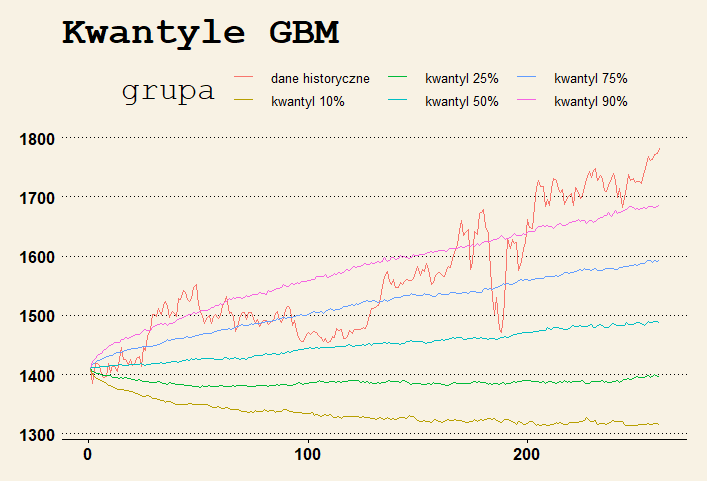 Kwantyle GBM
grupa
dane historyczne kwantyl 25% kwantyl 75%
kwantyl 10% kwantyl 50% kwantyl 90%
1800
1700
1600
1500
1400
1300
0 100 200